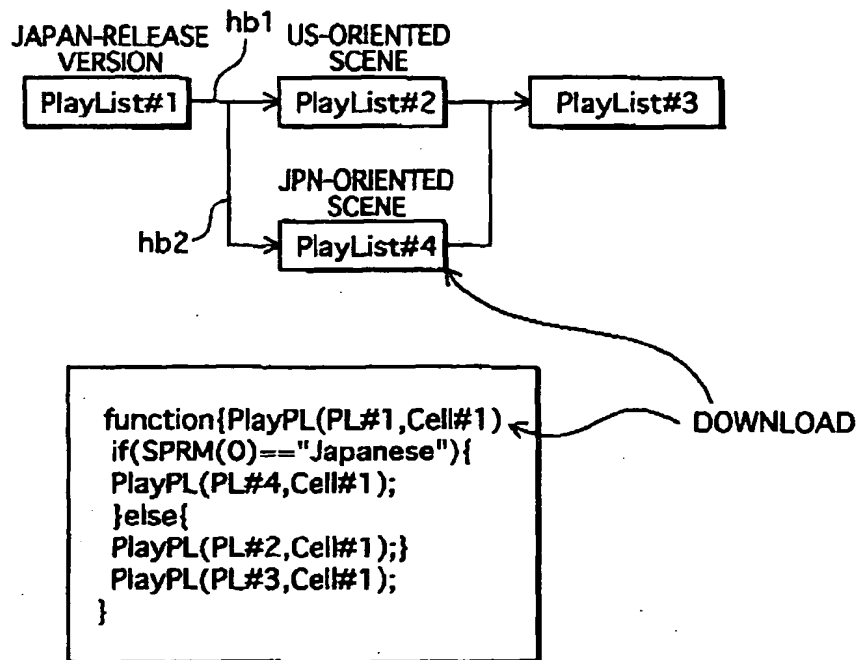 JAPAN-RELEASE
VERSION
hb1
US-ORIENTED
SCENE
PlayList#1
PlayList#2
PlayList#3
JPN-ORIENTED
SCENE
hb2
PlayList#4
DOWNLOAD
function{PlayPL(PL#1,Cell#1)
if(SPRM(0)=="Japanese"){
PlayPL(PL#4,Cell#1);
}else{
PlayPL(PL#2,Cell#1);}
PlayPL(PL#3,Cell#1);
}